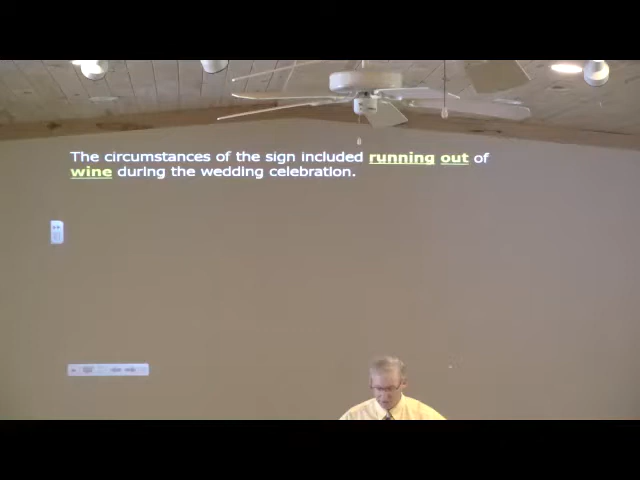 The circumstances of the sign included running out of
wine during the wedding celebration.